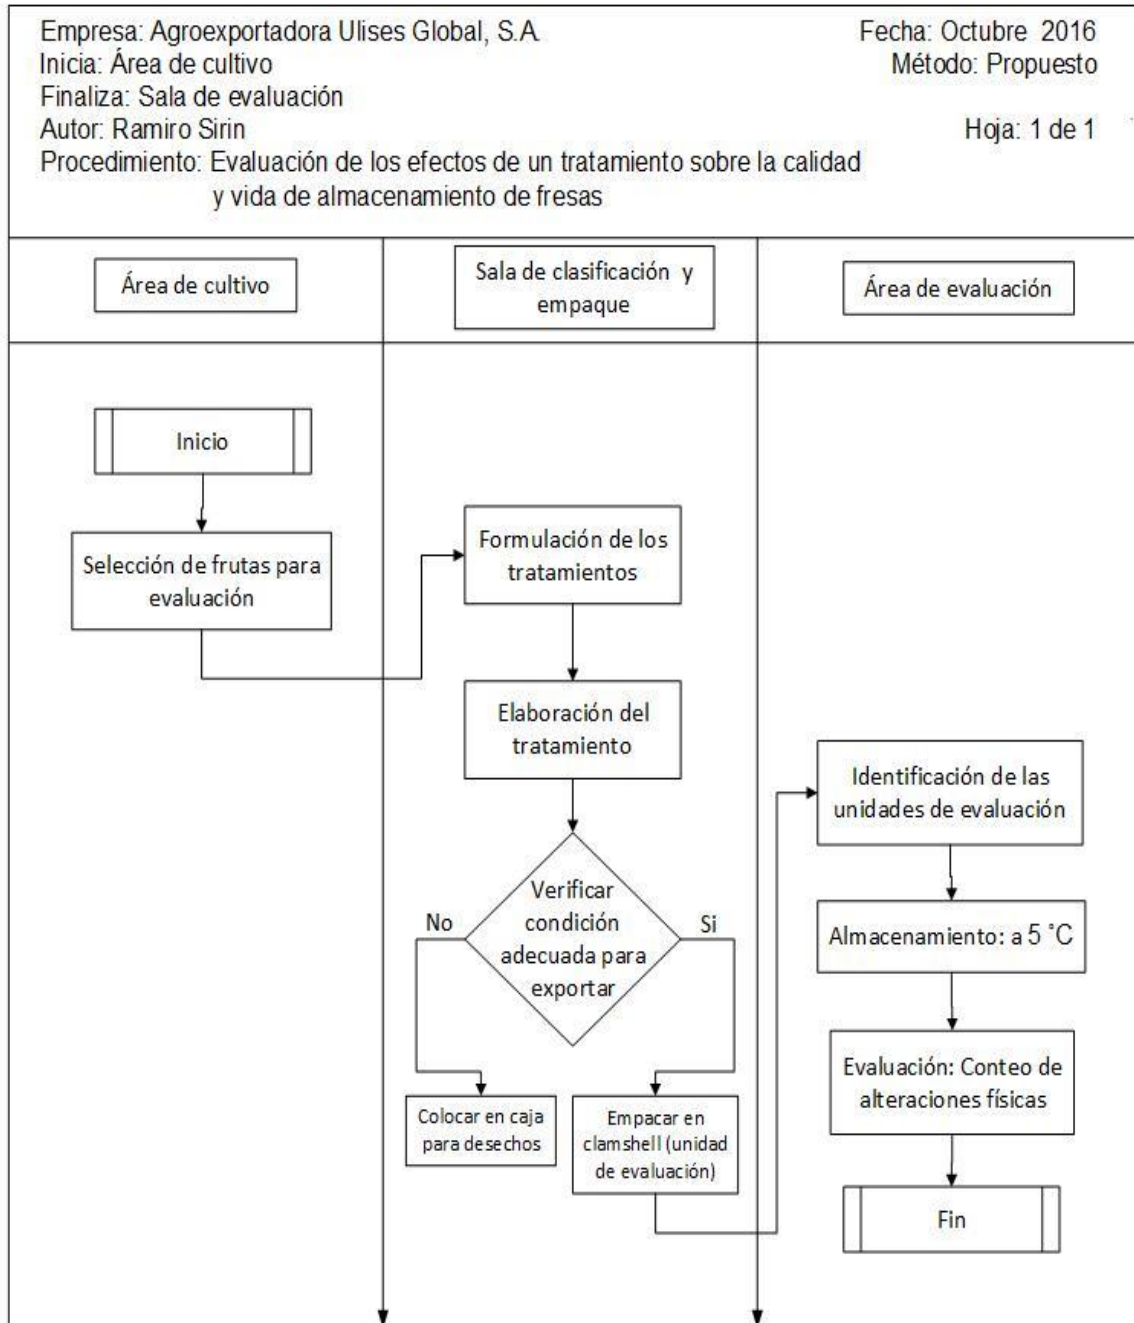 Empresa: Agroexportadora Ulises Global, S.A.
Fecha: Octubre 2016
Inicia: Área de cultivo
Método: Propuesto
Finaliza: Sala de evaluación
Autor: Ramiro Sirin
Hoja: 1 de 1
Procedimiento: Evaluación de los efectos de un tratamiento sobre la calidad
y vida de almacenamiento de fresas
Área de cultivo
Sala de clasificación y
empaque
Área de evaluación
Inicio
Selección de frutas para
evaluación
Formulación de los
tratamientos
Elaboración del
tratamiento
Verificar
condición
adecuada para
exportar
No
Si
Colocar en caja
para desechos
Empacar en
clamshell (unidad
de evaluación)
Identificación de las
unidades de evaluación
Almacenamiento: a 5 °C
Evaluación: Conteo de
alteraciones físicas
Fin